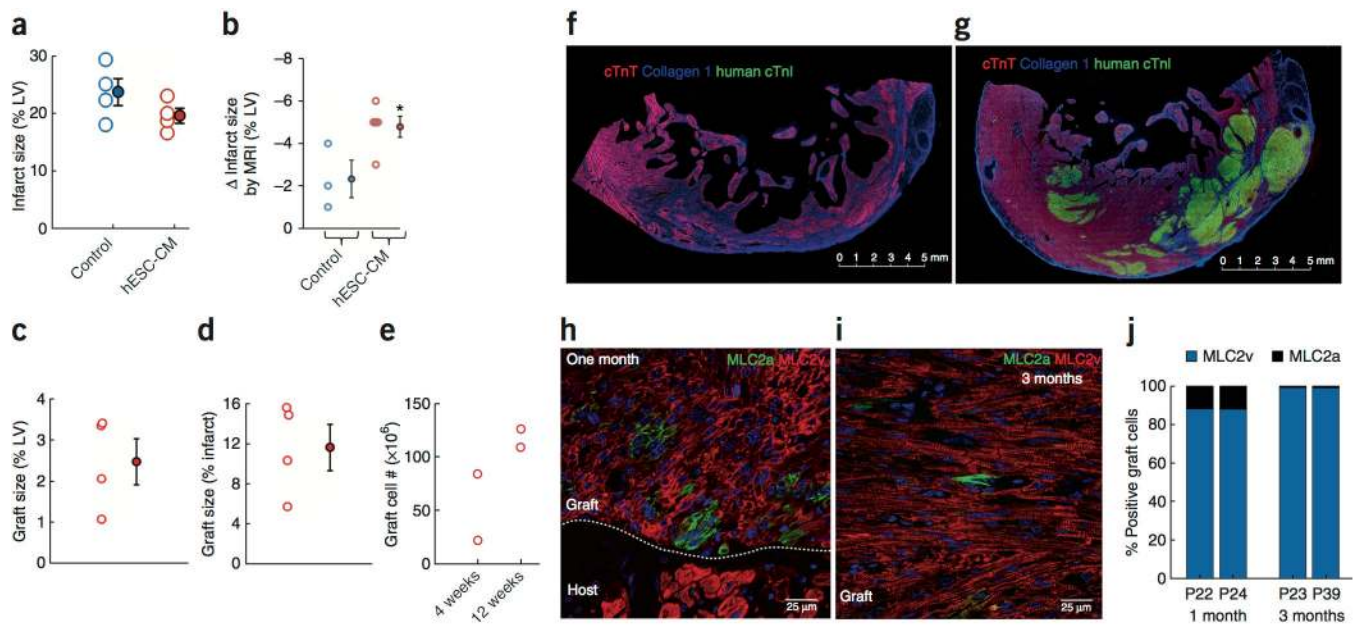 a
Infarct size (% LV)
30
20
10
0
Control
hESC-CM
b
Δ Infarct size
by MRI (% LV)
–8
–6
–4
–2
0
*
Control
hESC-CM
c
Graft size (% LV)
4
3
2
1
0
d
Graft size (% infarct)
16
12
8
4
0
e
Graft cell # (×10⁶)
150
100
50
0
4 weeks
12 weeks
f
cTnT Collagen 1 human cTnI
0 1 2 3 4 5 mm
g
cTnT Collagen 1 human cTnI
0 1 2 3 4 5 mm
h
One month
MLC2a MLC2v
Graft
Host
25 µm
i
MLC2a MLC2v
3 months
Graft
25 µm
j
MLC2v MLC2a
% Positive graft cells
100
80
60
40
20
0
P22 P24 P23 P39
1 month 3 months